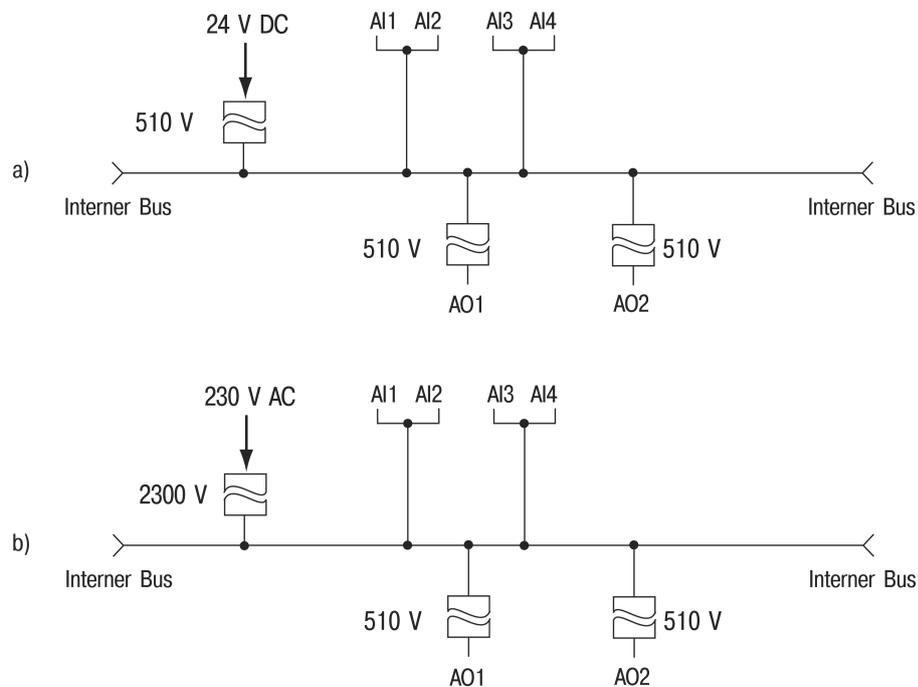 24 V DC
AI1 AI2
AI3 AI4
510 V
a)
Interner Bus
Interner Bus
510 V
510 V
AO1
AO2
230 V AC
AI1 AI2
AI3 AI4
2300 V
b)
Interner Bus
Interner Bus
510 V
510 V
AO1
AO2